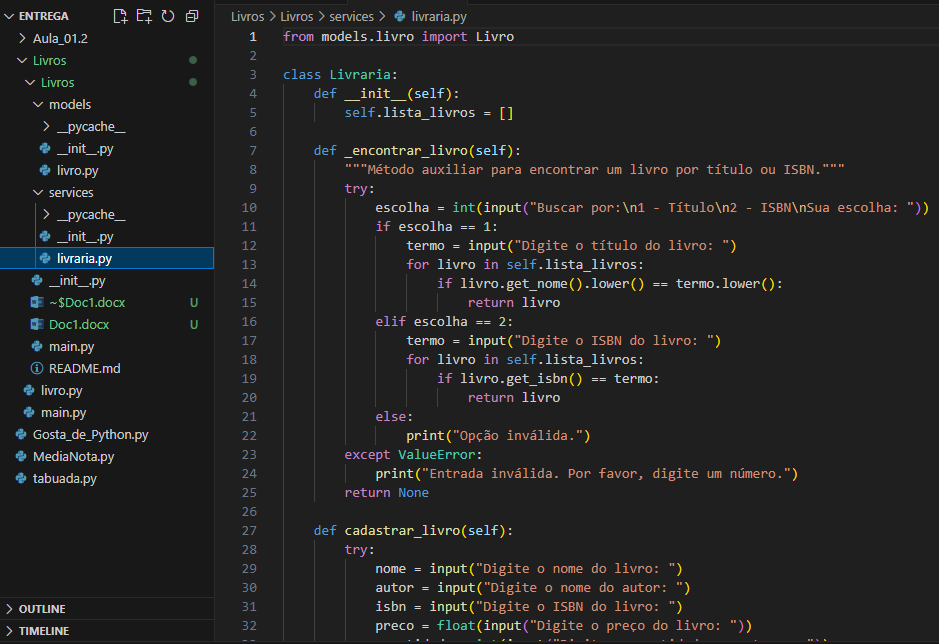 ENTREGA
Aula_01.2
Livros
Livros
models
__pycache__
__init__.py
livro.py
services
__pycache__
__init__.py
livraria.py
__init__.py
~$Doc1.docx U
Doc1.docx U
main.py
README.md
livro.py
main.py
Gosta_de_Python.py
MediaNota.py
tabuada.py
OUTLINE
TIMELINE
Livros > Livros > services > livraria.py
1 from models.livro import Livro
2
3 class Livraria:
4     def __init__(self):
5         self.lista_livros = []
6
7     def _encontrar_livro(self):
8         """Método auxiliar para encontrar um livro por título ou ISBN."""
9         try:
10             escolha = int(input("Buscar por:\n1 - Título\n2 - ISBN\nSua escolha: "))
11             if escolha == 1:
12                 termo = input("Digite o título do livro: ")
13                 for livro in self.lista_livros:
14                     if livro.get_nome().lower() == termo.lower():
15                         return livro
16             elif escolha == 2:
17                 termo = input("Digite o ISBN do livro: ")
18                 for livro in self.lista_livros:
19                     if livro.get_isbn() == termo:
20                         return livro
21             else:
22                 print("Opção inválida.")
23         except ValueError:
24             print("Entrada inválida. Por favor, digite um número.")
25         return None
26
27     def cadastrar_livro(self):
28         try:
29             nome = input("Digite o nome do livro: ")
30             autor = input("Digite o nome do autor: ")
31             isbn = input("Digite o ISBN do livro: ")
32             preco = float(input("Digite o preço do livro: "))